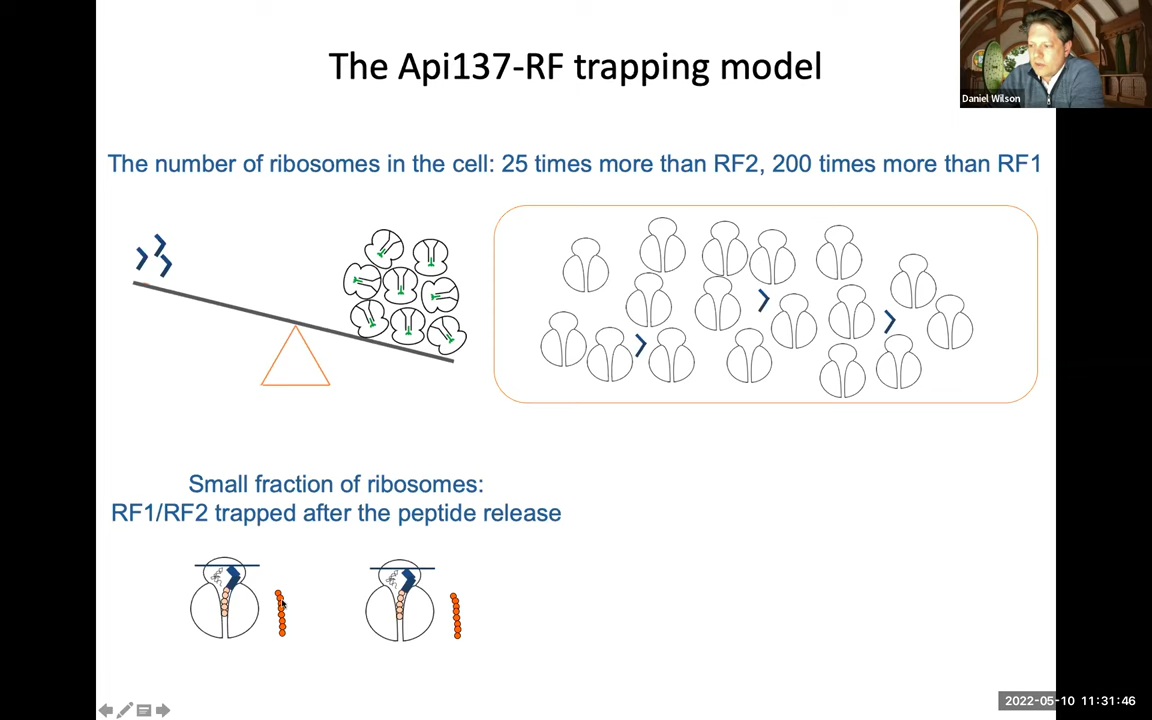 The Api137-RF trapping model
Daniel Wilson
The number of ribosomes in the cell: 25 times more than RF2, 200 times more than RF1
Small fraction of ribosomes:
RF1/RF2 trapped after the peptide release
2022-05-10 11:31:46